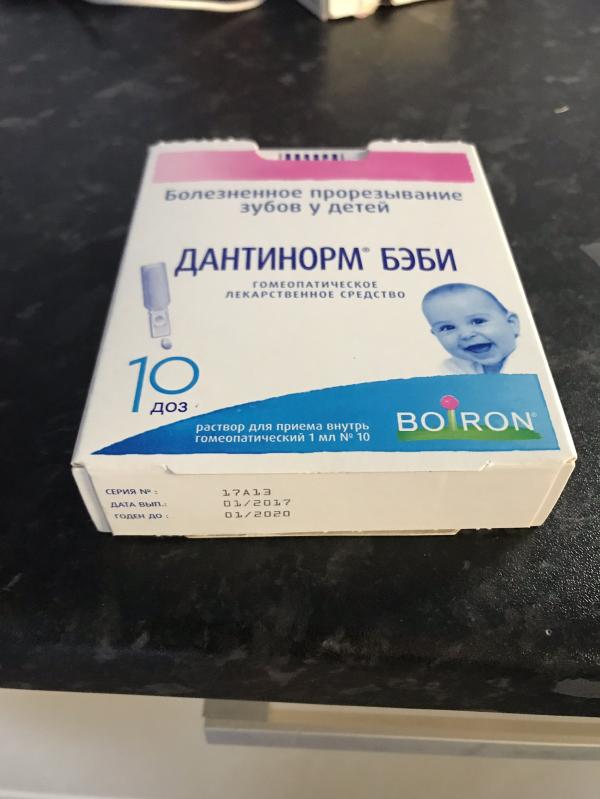 Болезненное прорезывание
зубов у детей
ДАНТИНОРМ® БЭБИ
ГОМЕОПАТИЧЕСКОЕ
ЛЕКАРСТВЕННОЕ СРЕДСТВО
10
ДОЗ
раствор для приема внутрь
гомеопатический 1 мл № 10
BOIRON®
СЕРИЯ № : 17A13
ДАТА ВЫП.: 01/2017
ГОДЕН ДО : 01/2020